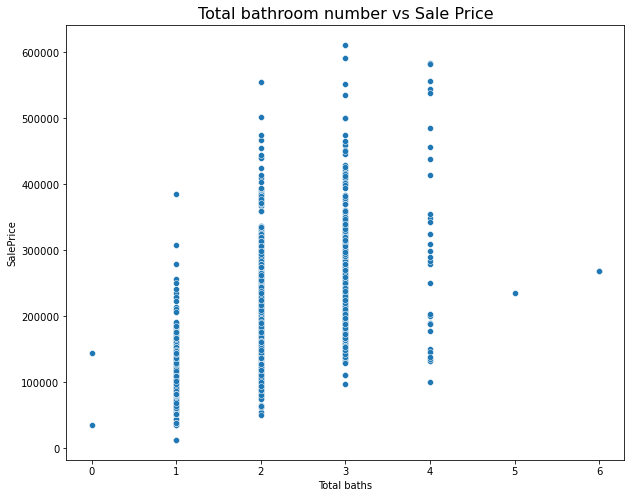 Total bathroom number vs Sale Price
600000
500000
400000
300000
200000
100000
0
SalePrice
0 1 2 3 4 5 6
Total baths